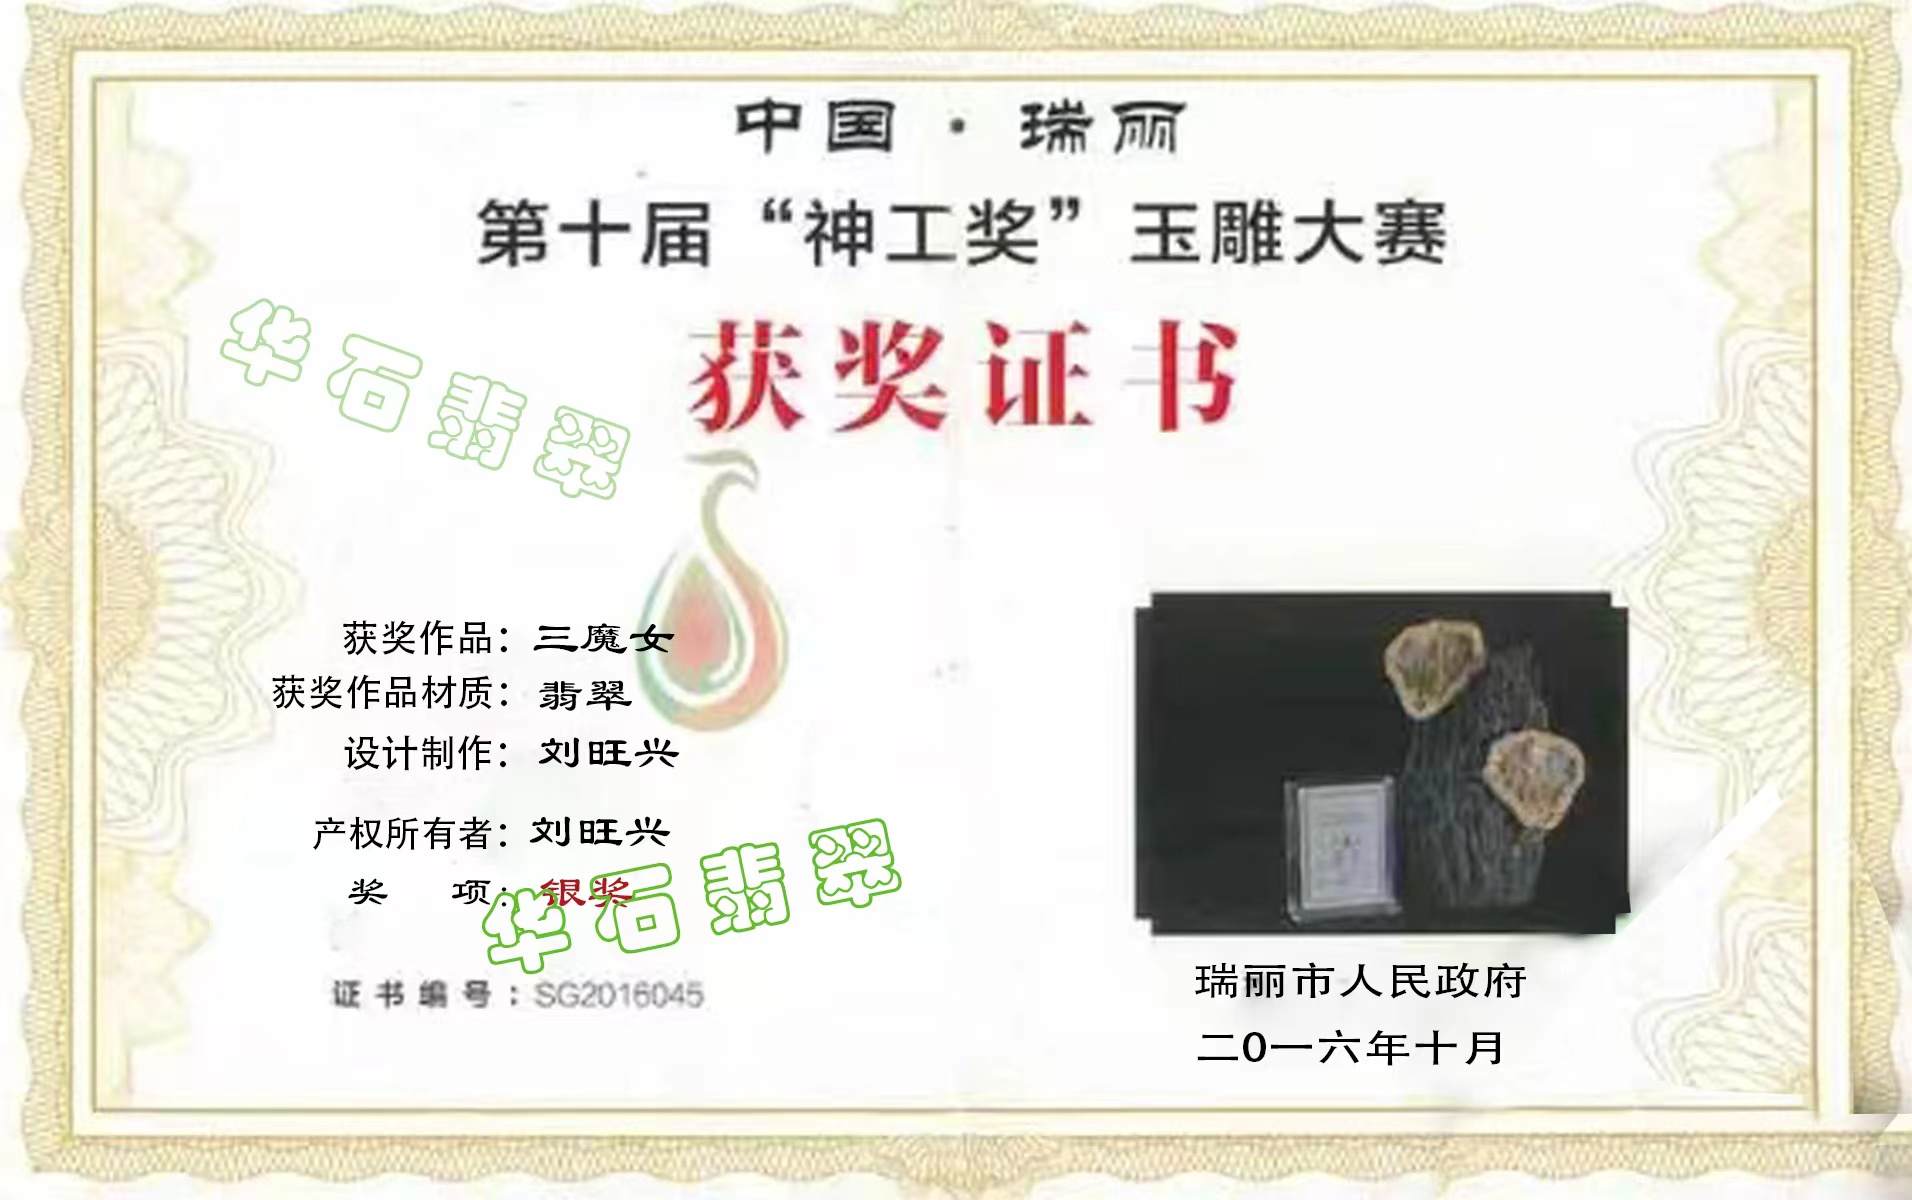 中国·瑞丽
第十届“神工奖”玉雕大赛
获奖证书
华石翡翠
获奖作品：三魔女
获奖作品材质：翡翠
设计制作：刘旺兴
产权所有者：刘旺兴
奖 项：银奖
华石翡翠
证书编号：SG2016045
瑞丽市人民政府
二0一六年十月